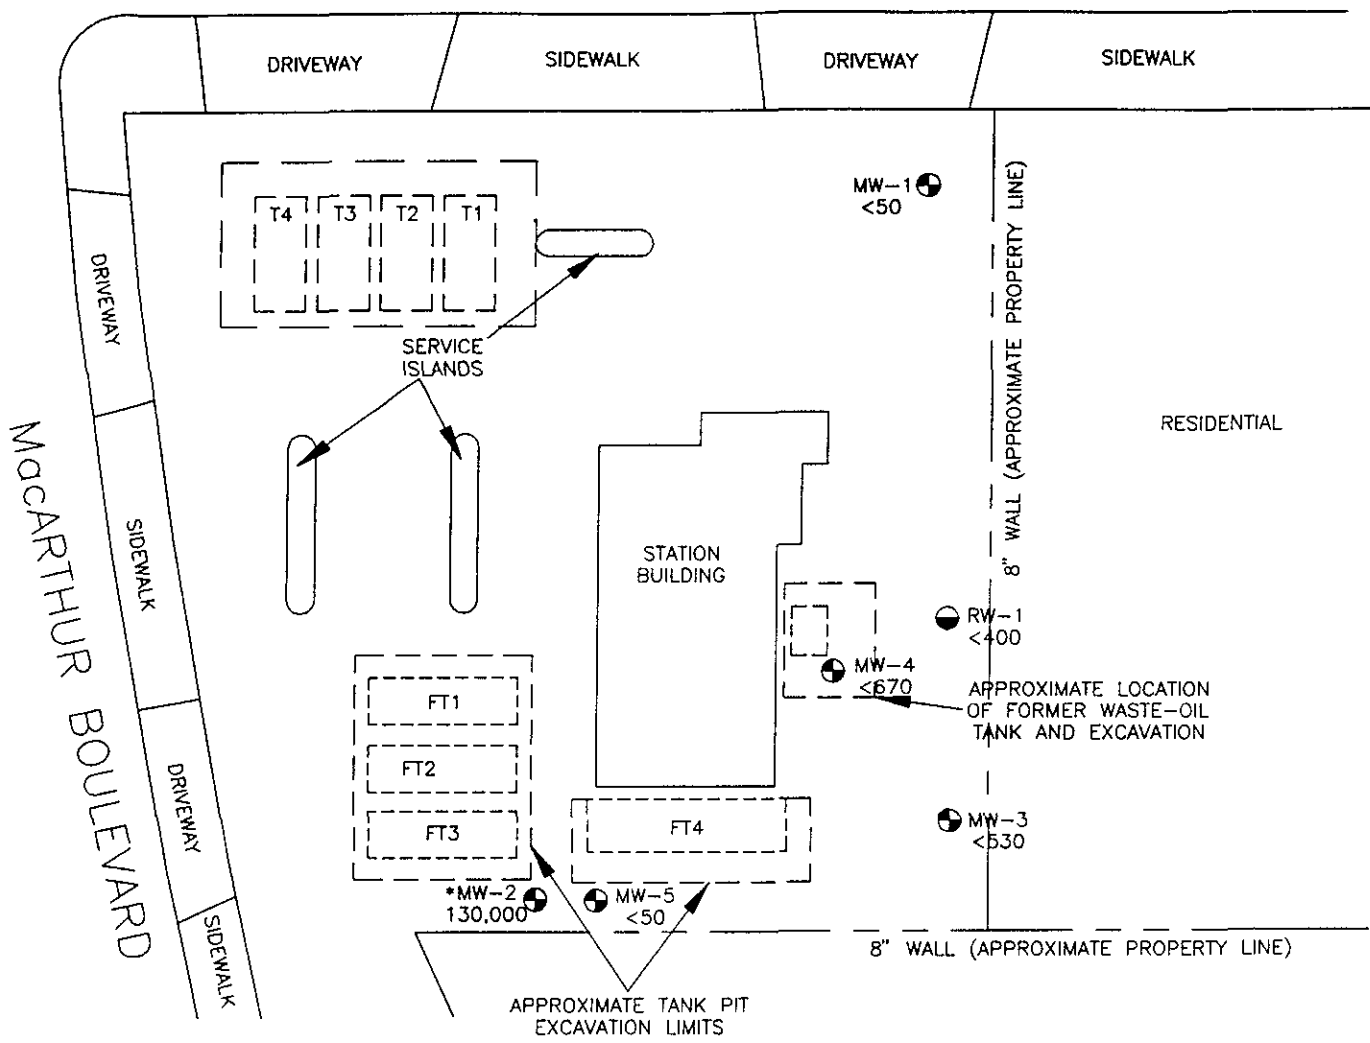 DRIVEWAY
SIDEWALK
DRIVEWAY
SIDEWALK
MW-1
<50
T4
T3
T2
T1
8" WALL (APPROXIMATE PROPERTY LINE)
DRIVEWAY
SERVICE
ISLANDS
RESIDENTIAL
MacARTHUR BOULEVARD
SIDEWALK
STATION
BUILDING
RW-1
<400
MW-4
<670
APPROXIMATE LOCATION
OF FORMER WASTE-OIL
TANK AND EXCAVATION
FT1
FT2
FT3
FT4
DRIVEWAY
MW-3
<530
*MW-2
130,000
MW-5
<50
SIDEWALK
8" WALL (APPROXIMATE PROPERTY LINE)
APPROXIMATE TANK PIT
EXCAVATION LIMITS